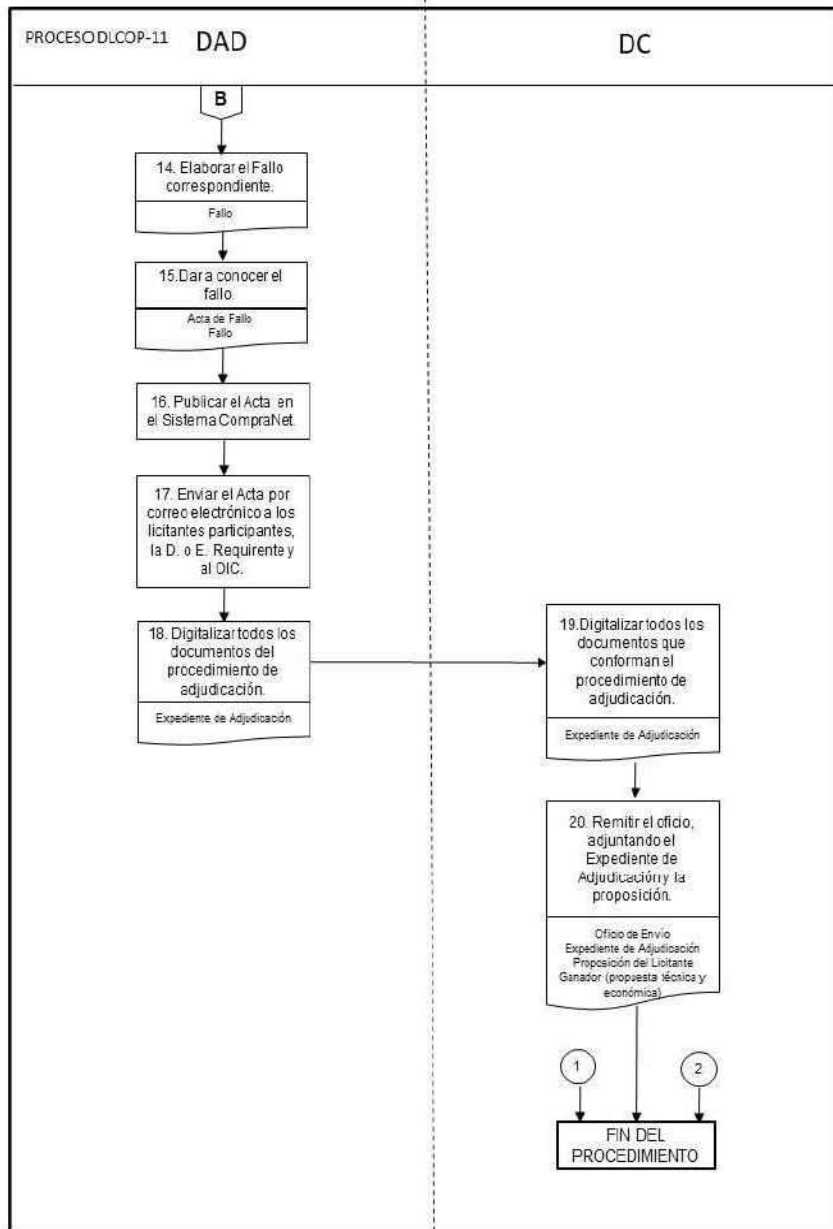 PROCESO DLCOP-11
DAD
DC
B
14. Elaborar el Fallo
correspondiente.
Fallo
15.Dar a conocer el
fallo.
Acta de Fallo
Fallo
16. Publicar el Acta en
el Sistema CompraNet.
17. Enviar el Acta por
correo electrónico a los
licitantes participantes,
la D. o E. Requirente y
al OIC.
18. Digitalizar todos los
documentos del
procedimiento de
adjudicación.
Expediente de Adjudicación
19.Digitalizar todos los
documentos que
conforman el
procedimiento de
adjudicación.
Expediente de Adjudicación
20. Remitir el oficio,
adjuntando el
Expediente de
Adjudicación y la
proposición.
Oficio de Envío
Expediente de Adjudicación
Proposición del Licitante
Ganador (propuesta técnica y
económica)
1
2
FIN DEL
PROCEDIMIENTO